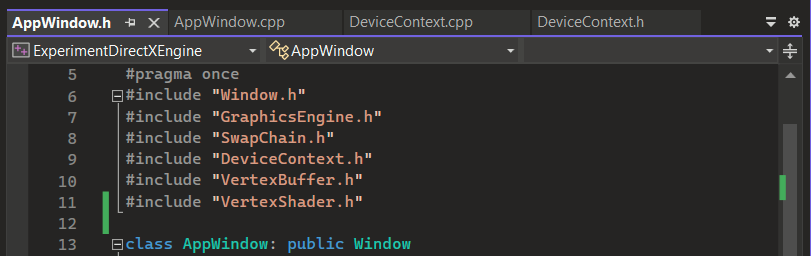 AppWindow.h AppWindow.cpp DeviceContext.cpp DeviceContext.h
ExperimentDirectXEngine AppWindow
5 #pragma once
6 #include "Window.h"
7 #include "GraphicsEngine.h"
8 #include "SwapChain.h"
9 #include "DeviceContext.h"
10 #include "VertexBuffer.h"
11 #include "VertexShader.h"
12
13 class AppWindow: public Window